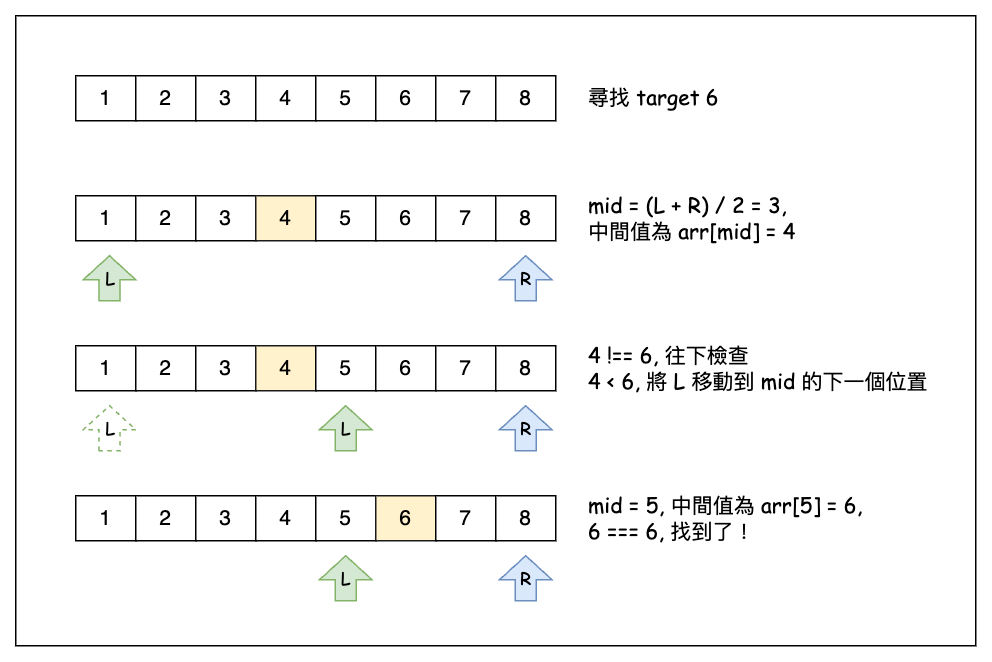 1 2 3 4 5 6 7 8
尋找 target 6
1 2 3 4 5 6 7 8
mid = (L + R) / 2 = 3,
中間值為 arr[mid] = 4
L R
1 2 3 4 5 6 7 8
4 !== 6, 往下檢查
4 < 6, 將 L 移動到 mid 的下一個位置
L L R
1 2 3 4 5 6 7 8
mid = 5, 中間值為 arr[5] = 6,
6 === 6, 找到了！
L R